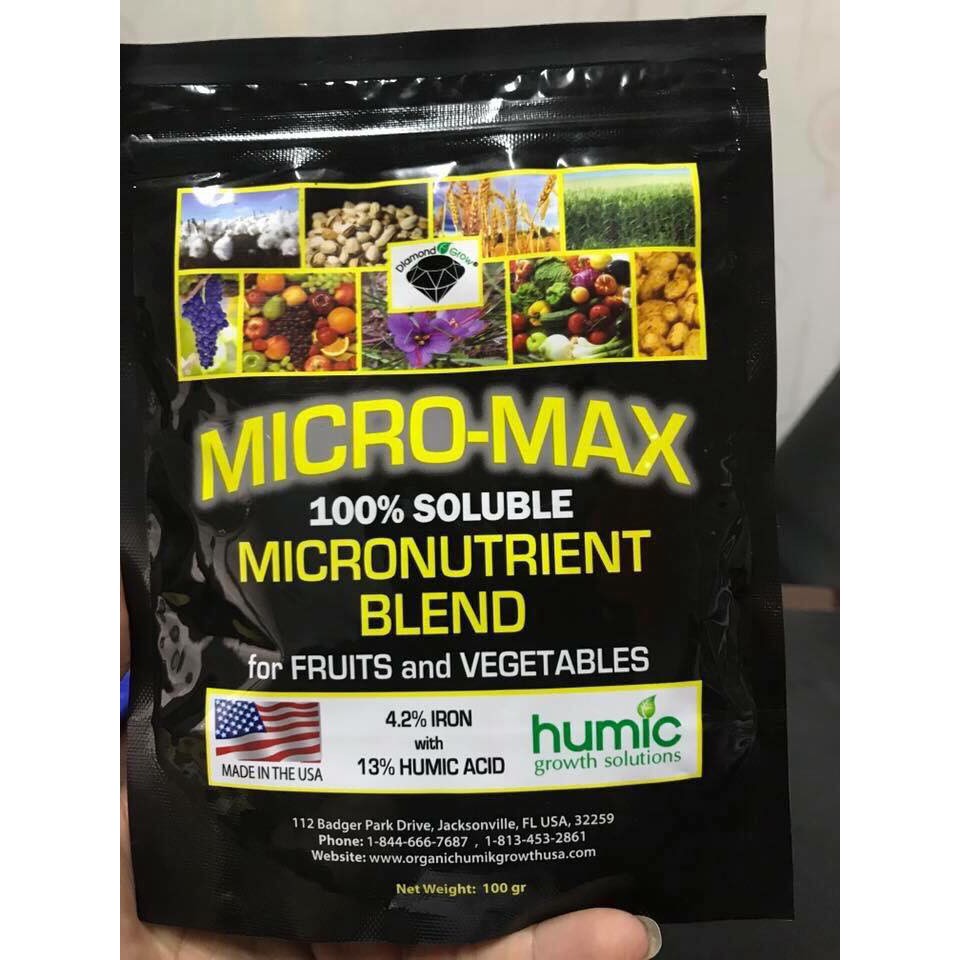 Diamond Grow®
MICRO-MAX
100% SOLUBLE
MICRONUTRIENT
BLEND
for FRUITS and VEGETABLES
MADE IN THE USA
4.2% IRON
with
13% HUMIC ACID
humic
growth solutions
112 Badger Park Drive, Jacksonville, FL USA, 32259
Phone: 1-844-666-7687 , 1-813-453-2861
Website: www.organichumikgrowthusa.com
Net Weight: 100 gr